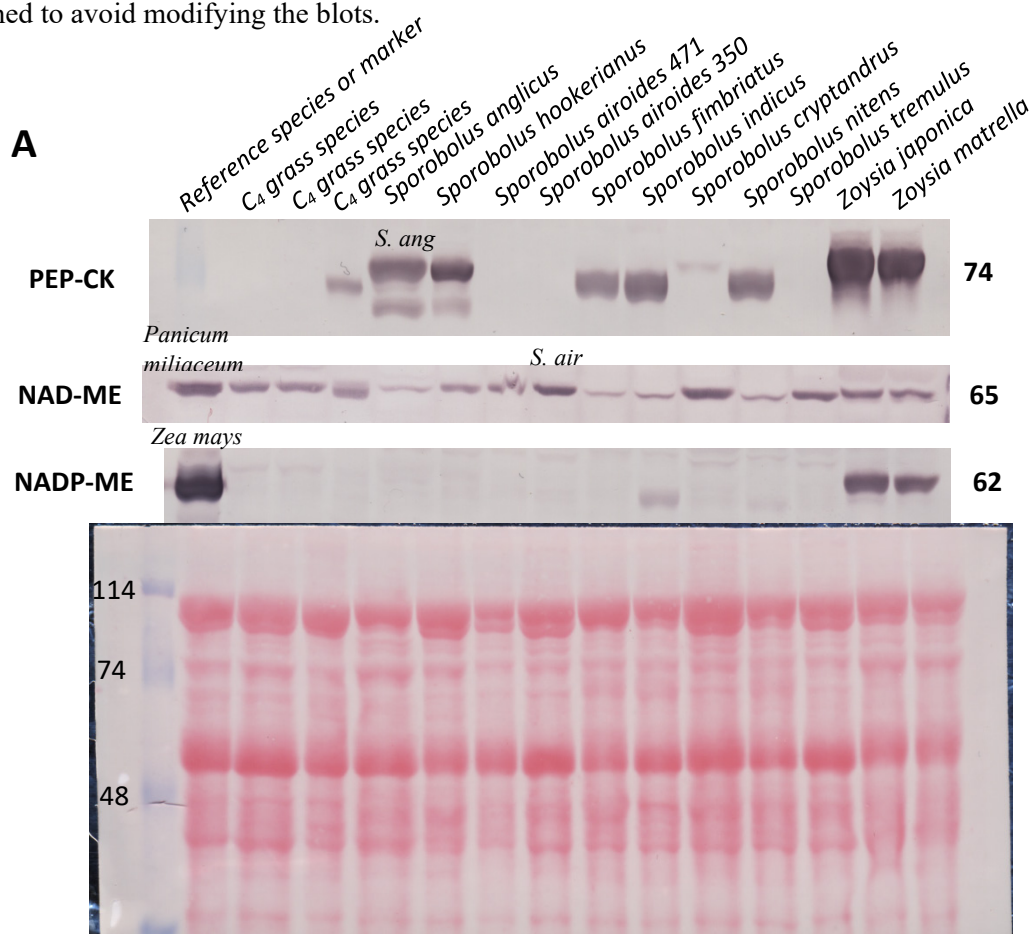 ned to avoid modifying the blots.
A
Reference species or marker
C₄ grass species
C₄ grass species
C₄ grass species
Sporobolus anglicus
Sporobolus hookerianus
Sporobolus airoides 471
Sporobolus airoides 350
Sporobolus fimbriatus
Sporobolus indicus
Sporobolus cryptandrus
Sporobolus nitens
Sporobolus tremulus
Zoysia japonica
Zoysia matrella
S. ang
PEP-CK
74
Panicum
miliaceum
S. air
NAD-ME
65
Zea mays
NADP-ME
62
114
74
48